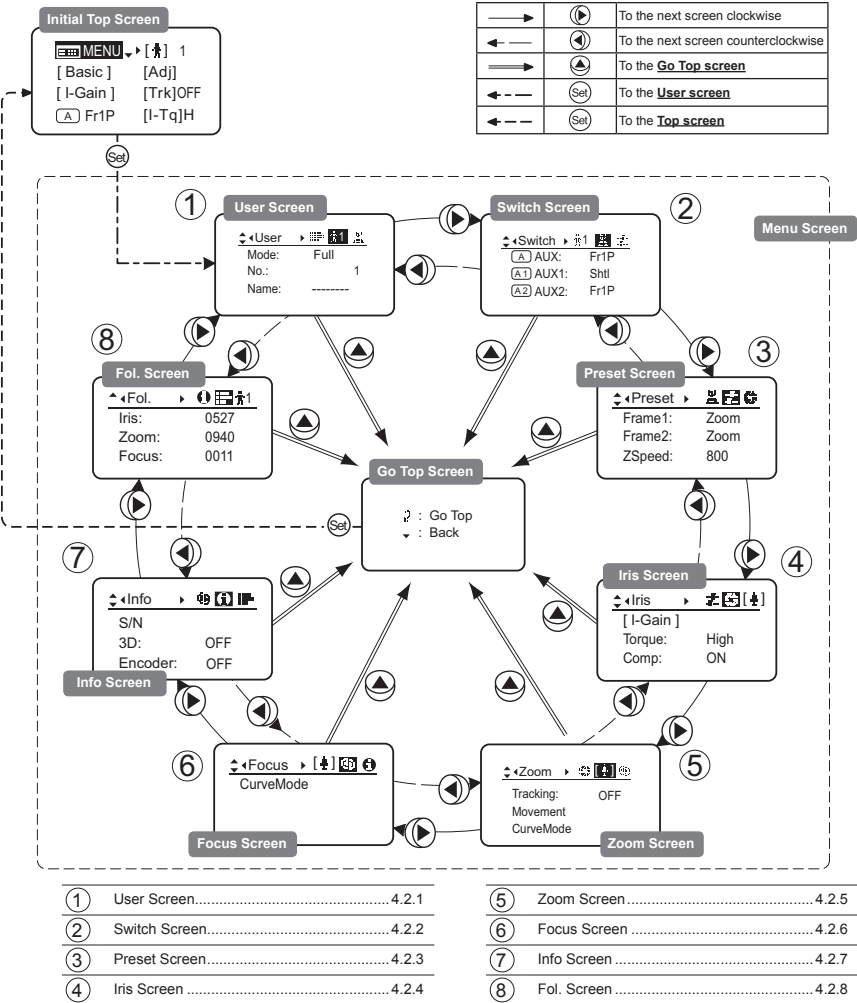 Initial Top Screen
MENU [ ] 1
[ Basic ] [Adj]
[ I-Gain ] [Trk]OFF
A Fr1P [I-Tq]H
Set
To the next screen clockwise
To the next screen counterclockwise
To the Go Top screen
Set To the User screen
Set To the Top screen
Menu Screen
1
User Screen
User 1
Mode: Full
No.: 1
Name: --------
2
Switch Screen
Switch 1
A AUX: Fr1P
A1 AUX1: Shtl
A2 AUX2: Fr1P
8
Fol. Screen
Fol. 1
Iris: 0527
Zoom: 0940
Focus: 0011
3
Preset Screen
Preset
Frame1: Zoom
Frame2: Zoom
ZSpeed: 800
Go Top Screen
: Go Top
: Back
Set
7
Info
S/N
3D: OFF
Encoder: OFF
Info Screen
4
Iris Screen
Iris [ ]
[ I-Gain ]
Torque: High
Comp: ON
6
Focus [ ]
CurveMode
Focus Screen
5
Zoom [ ]
Tracking: OFF
Movement
CurveMode
Zoom Screen
1 User Screen.................................................4.2.1
2 Switch Screen..............................................4.2.2
3 Preset Screen..............................................4.2.3
4 Iris Screen ...................................................4.2.4
5 Zoom Screen................................................4.2.5
6 Focus Screen ...............................................4.2.6
7 Info Screen ...................................................4.2.7
8 Fol. Screen ...................................................4.2.8